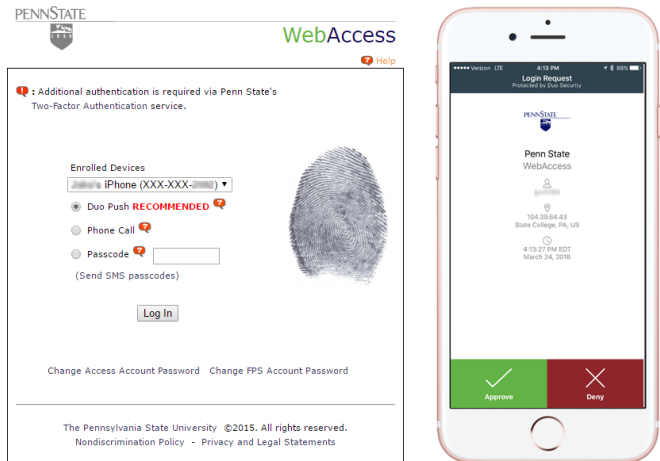 PENNSTATE
1855
WebAccess
Help
: Additional authentication is required via Penn State's
Two-Factor Authentication service.
Enrolled Devices
iPhone (XXX-XXX- )
Duo Push RECOMMENDED
Phone Call
Passcode
(Send SMS passcodes)
Log In
Change Access Account Password Change FPS Account Password
The Pennsylvania State University ©2015. All rights reserved.
Nondiscrimination Policy - Privacy and Legal Statements
Verizon LTE 4:13 PM 88%
Login Request
Protected by Duo Security
PENNSTATE
Penn State
WebAccess
104.39.64.43
State College, PA, US
4:13:27 PM EDT
March 24, 2016
Approve Deny